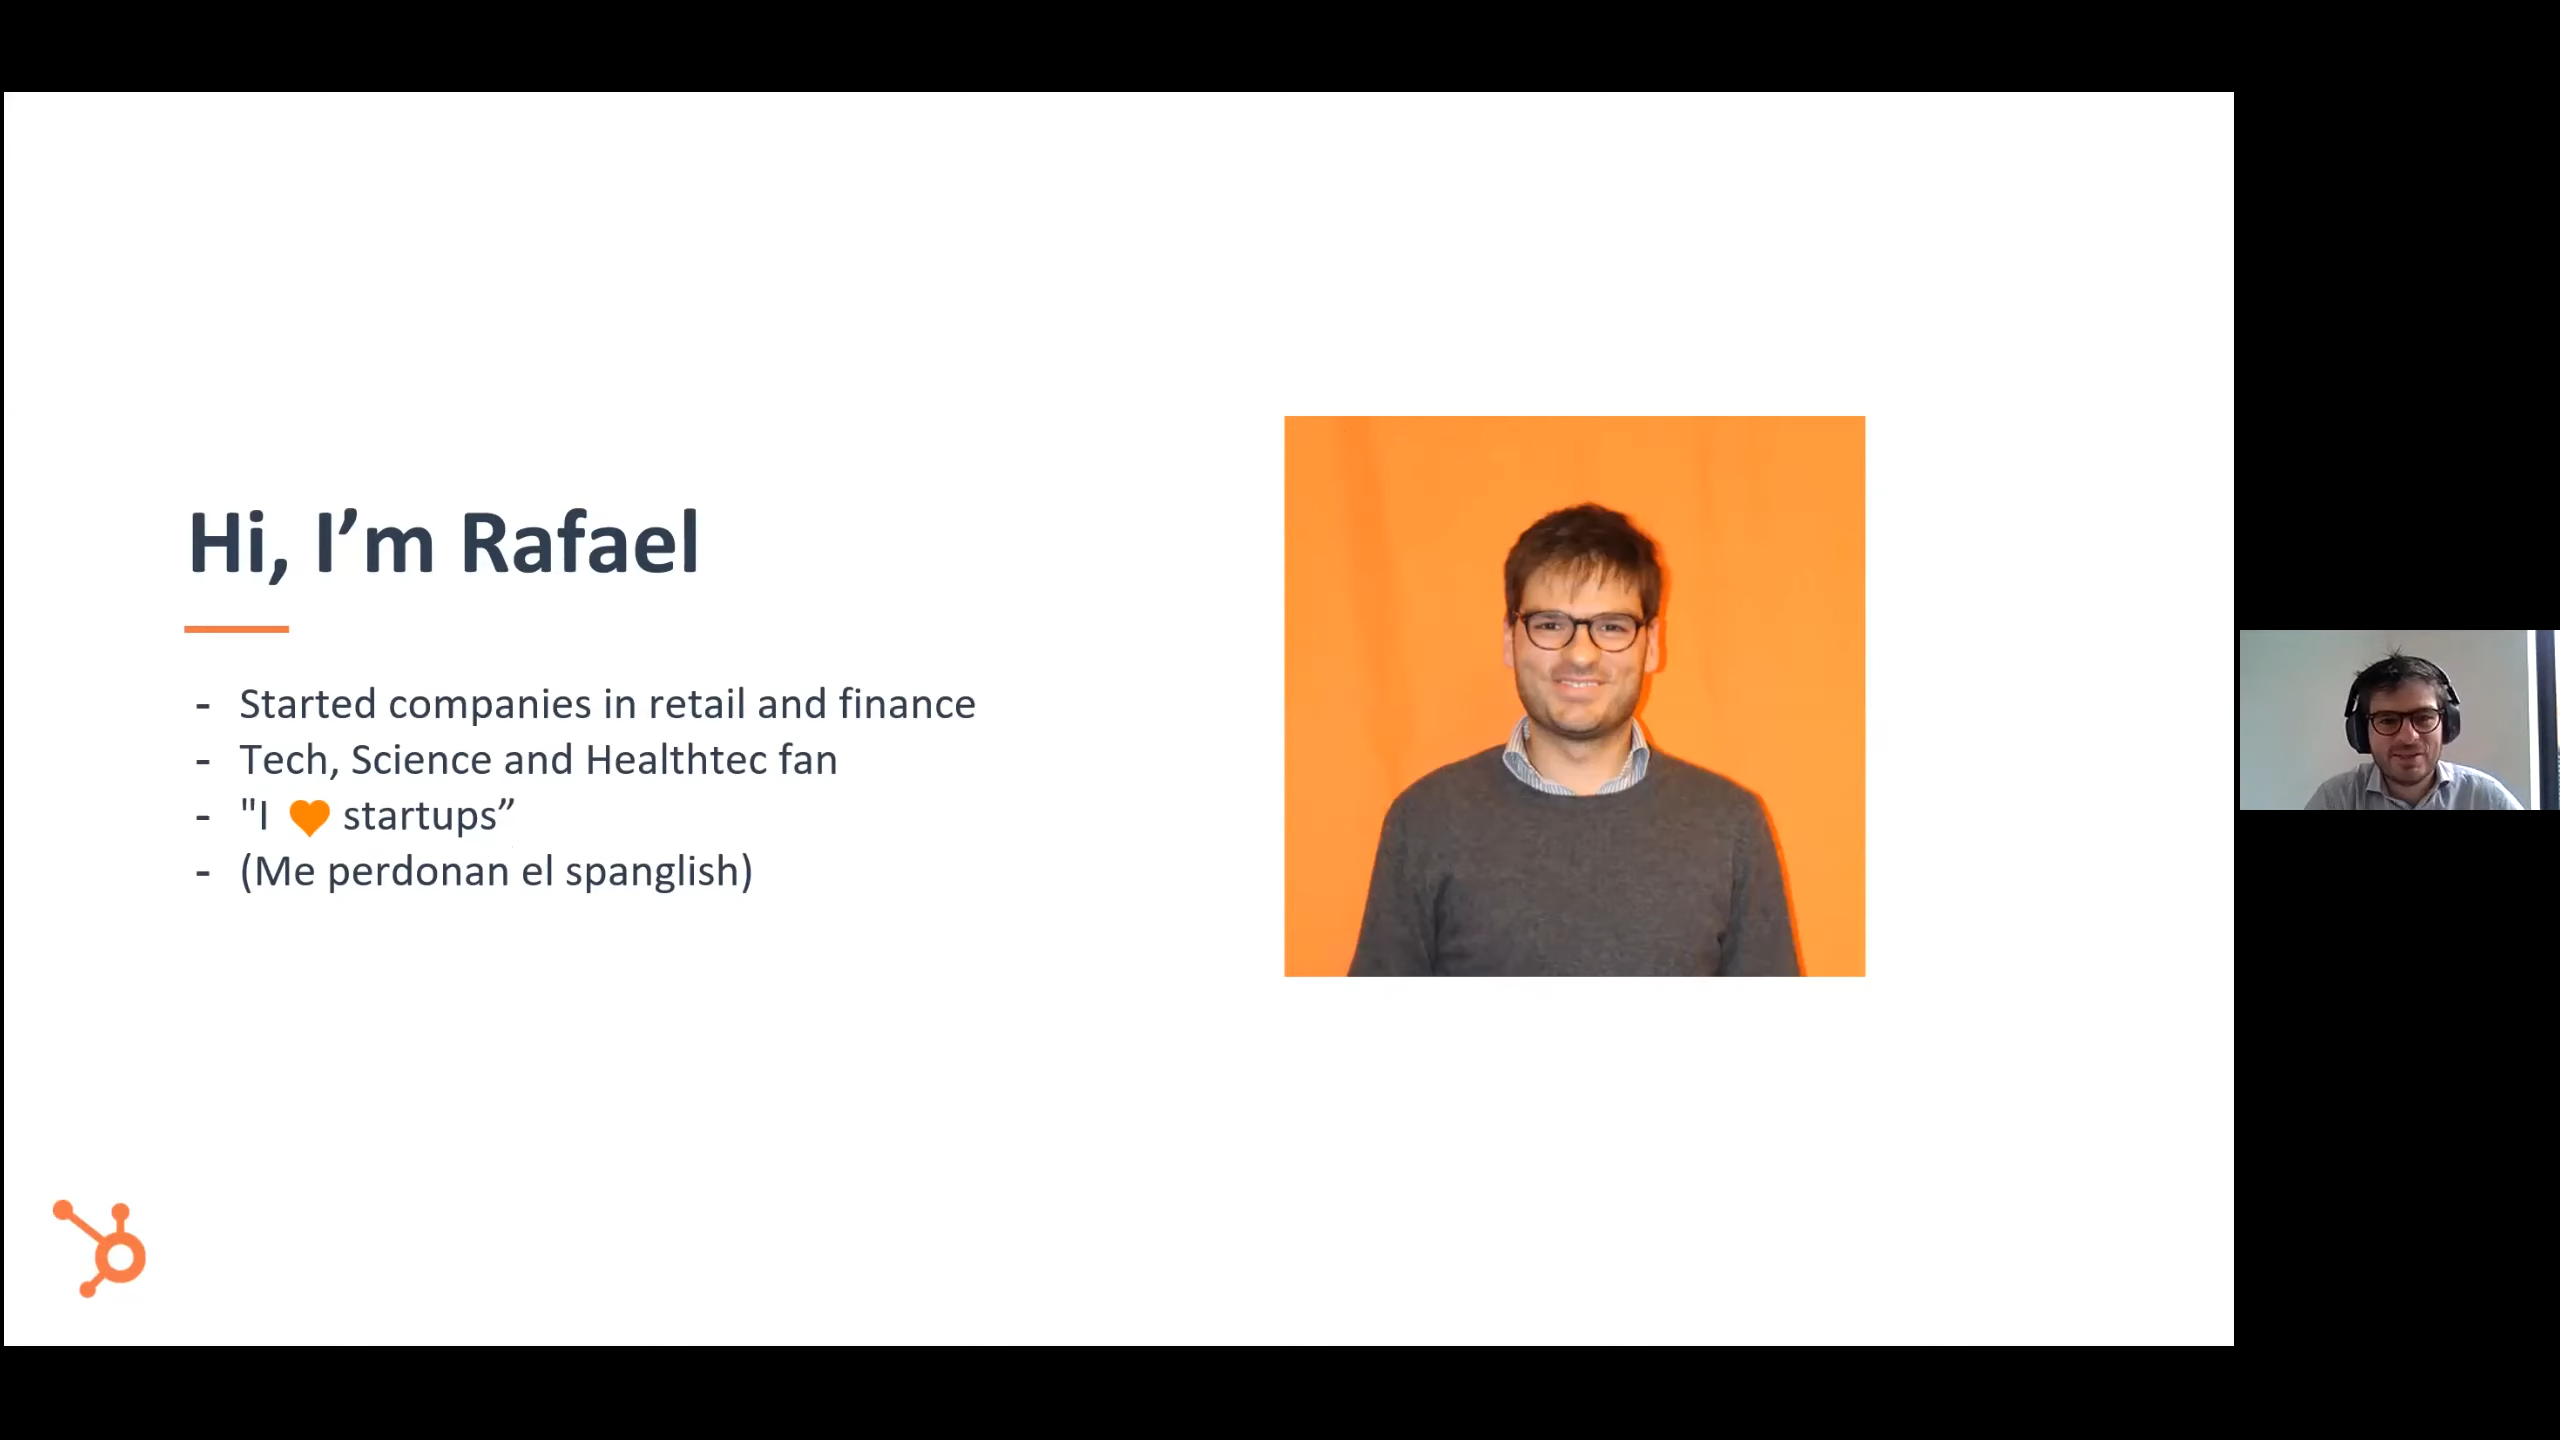 Hi, I’m Rafael
- Started companies in retail and finance
- Tech, Science and Healthtec fan
- "I 🧡 startups”
- (Me perdonan el spanglish)